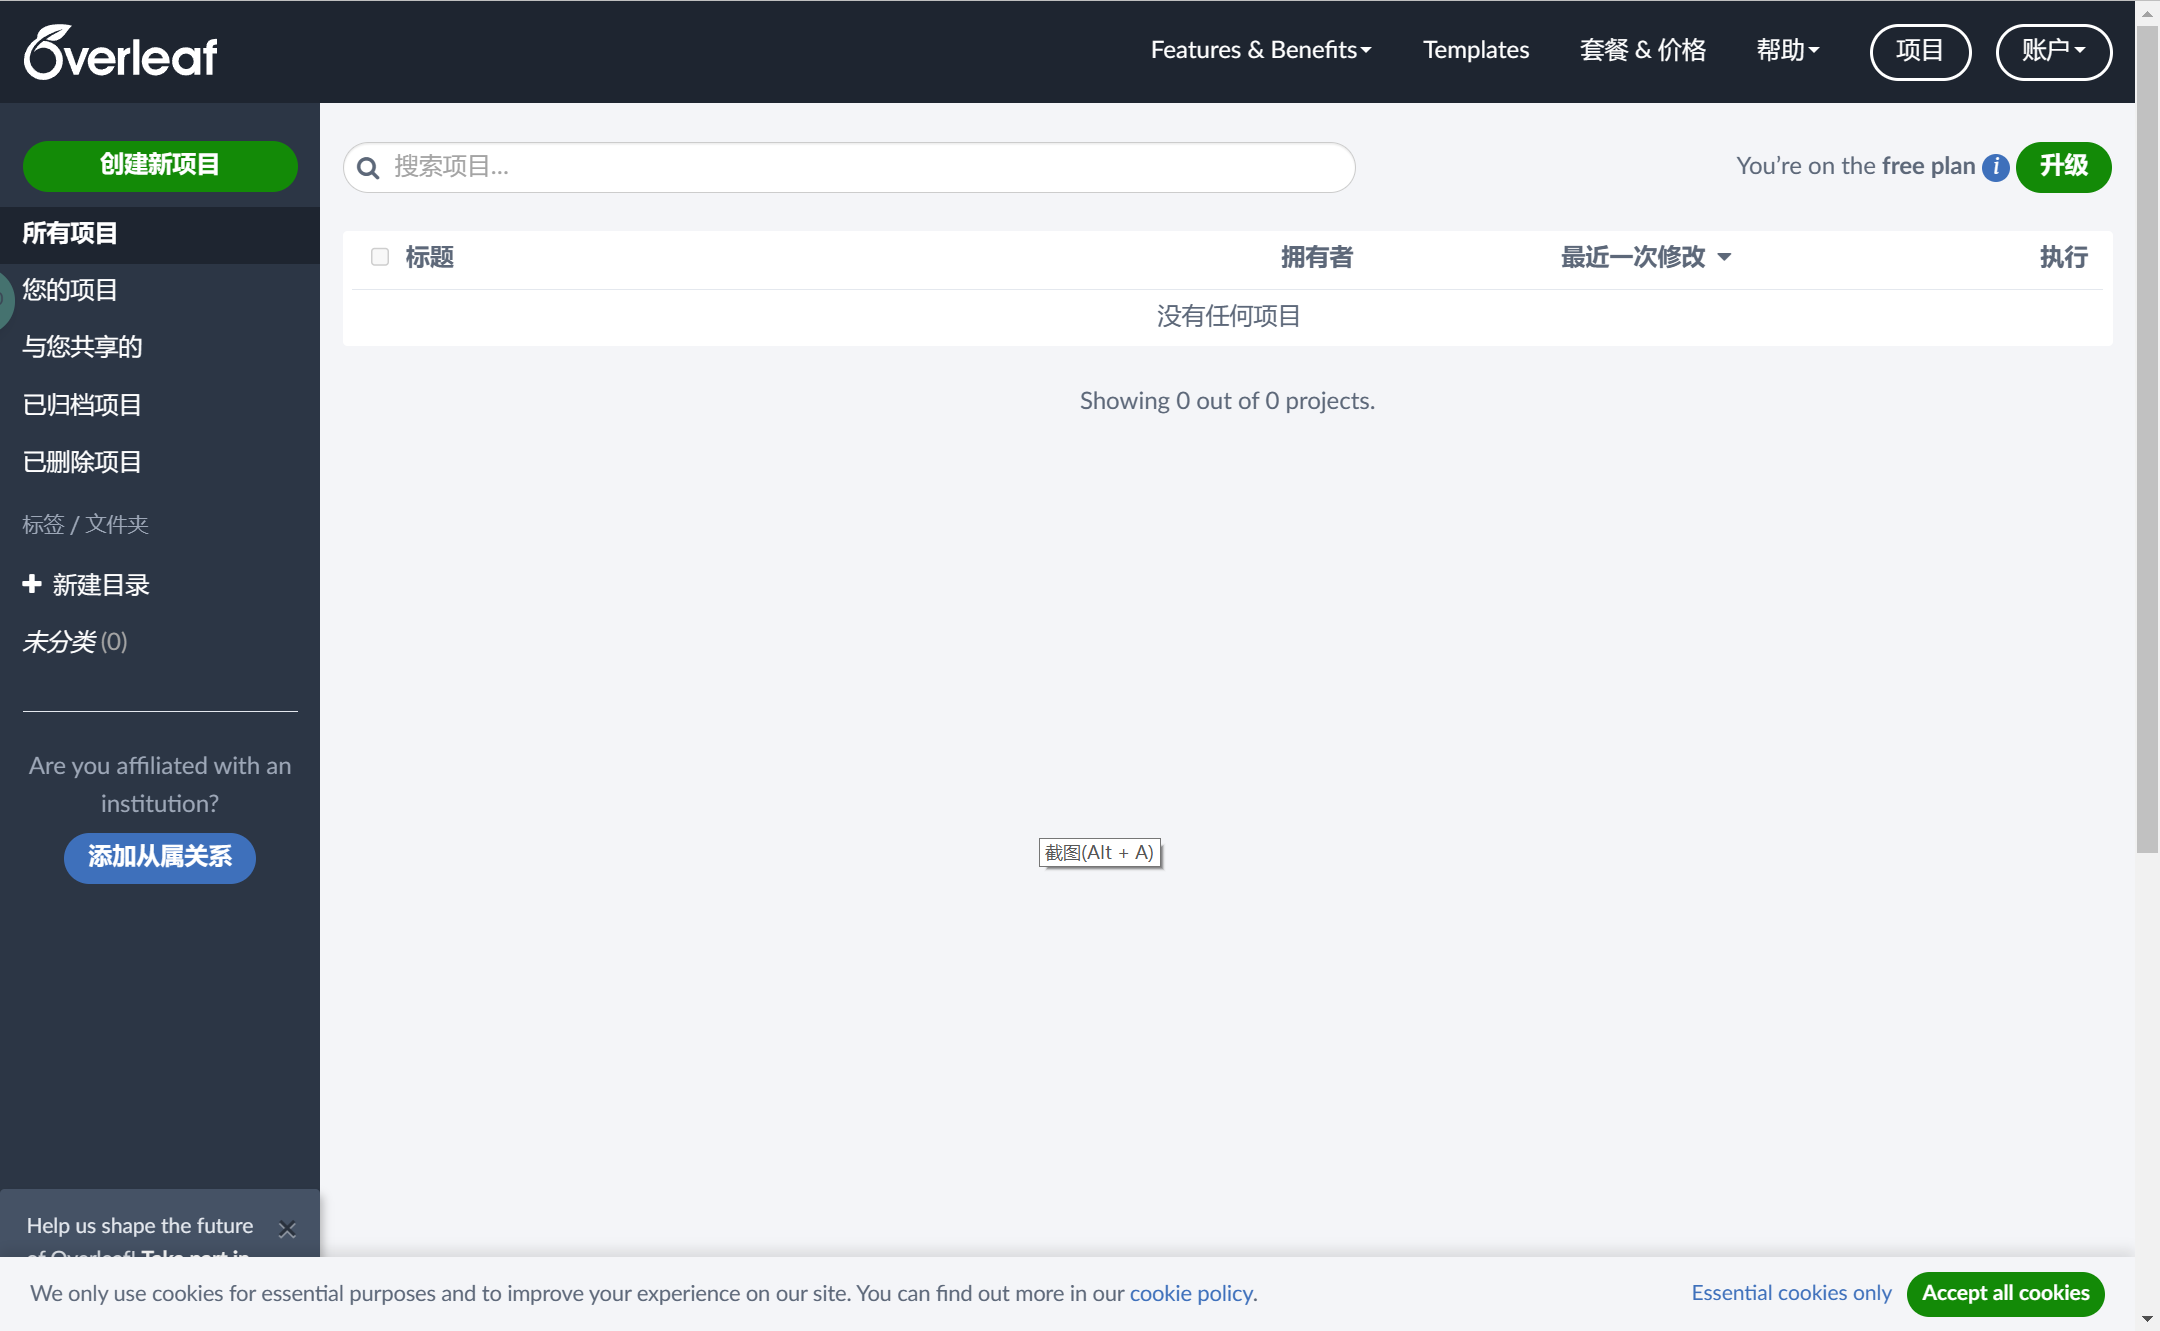 Overleaf
Features & Benefits
Templates
套餐 & 价格
帮助
项目
账户
创建新项目
所有项目
您的项目
与您共享的
已归档项目
已删除项目
标签 / 文件夹
新建目录
未分类 (0)
Are you affiliated with an
institution?
添加从属关系
Help us shape the future
of Overleaf! Take part in
搜索项目...
You're on the free plan
升级
标题 拥有者 最近一次修改 执行
没有任何项目
Showing 0 out of 0 projects.
截图(Alt + A)
We only use cookies for essential purposes and to improve your experience on our site. You can find out more in our cookie policy.
Essential cookies only
Accept all cookies